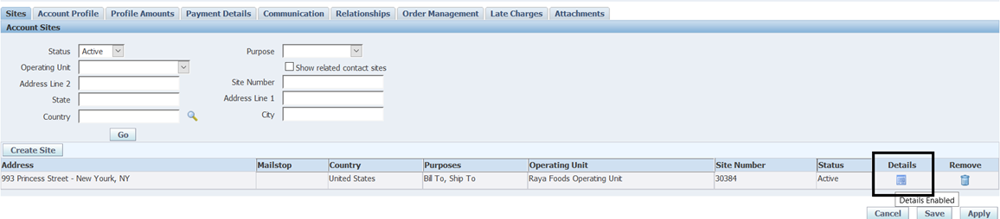 Sites Account Profile Profile Amounts Payment Details Communication Relationships Order Management Late Charges Attachments
Account Sites
Status Active Purpose
Operating Unit Show related contact sites
Address Line 2 Site Number
State Address Line 1
Country City
Go
Create Site
Address Mailstop Country Purposes Operating Unit Site Number Status Details Remove
993 Princess Street - New Yourk, NY United States Bill To, Ship To Raya Foods Operating Unit 30384 Active
Details Enabled
Cancel Save Apply